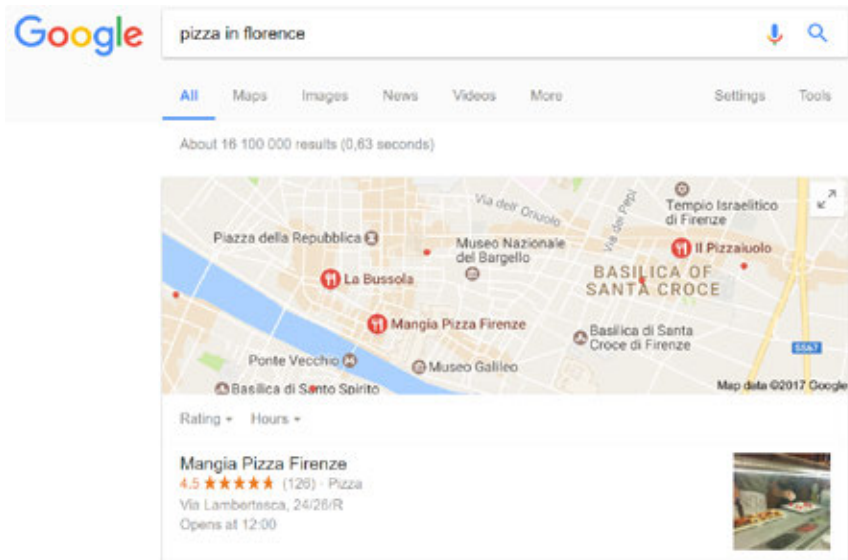 Google
pizza in florence
All Maps Images News Videos More Settings Tools
About 16 100 000 results (0,63 seconds)
Via dell' Oriuolo
Via dei Pepi
Tempio Israelitico
di Firenze
Piazza della Repubblica
Museo Nazionale
del Bargello
Il Pizzaiuolo
La Bussola
BASILICA OF
SANTA CROCE
Mangia Pizza Firenze
Basilica di Santa
Croce di Firenze
SS67
Ponte Vecchio
Museo Galileo
Basilica di Santo Spirito
Map data ©2017 Google
Rating Hours
Mangia Pizza Firenze
4.5 (126) · Pizza
Via Lambertesca, 24/26/R
Opens at 12:00